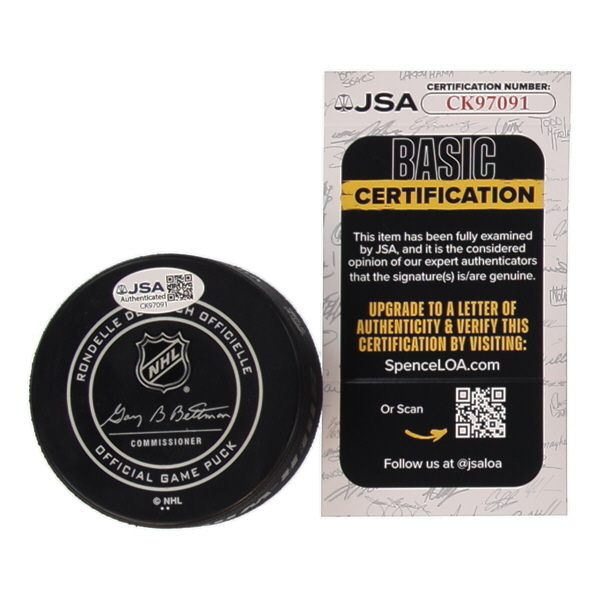 JSA
Authenticated
CK97091
RONDELLE DE MATCH OFFICIELLE
NHL
®
Gary B Bettman
COMMISSIONER
OFFICIAL GAME PUCK
© NHL
JSA
CERTIFICATION NUMBER:
CK97091
BASIC
CERTIFICATION
This item has been fully examined
by JSA, and it is the considered
opinion of our expert authenticators
that the signature(s) is/are genuine.
UPGRADE TO A LETTER OF
AUTHENTICITY & VERIFY THIS
CERTIFICATION BY VISITING:
SpenceLOA.com
Or Scan
Follow us at @jsaloa